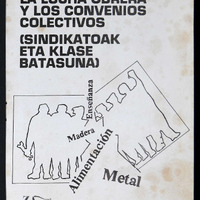 LA LUCHA OBRERA
Y LOS CONVENIOS
COLECTIVOS
(SINDIKATOAK
ETA KLASE
BATASUNA)
Enseñanza
Madera
Alimentación
Metal